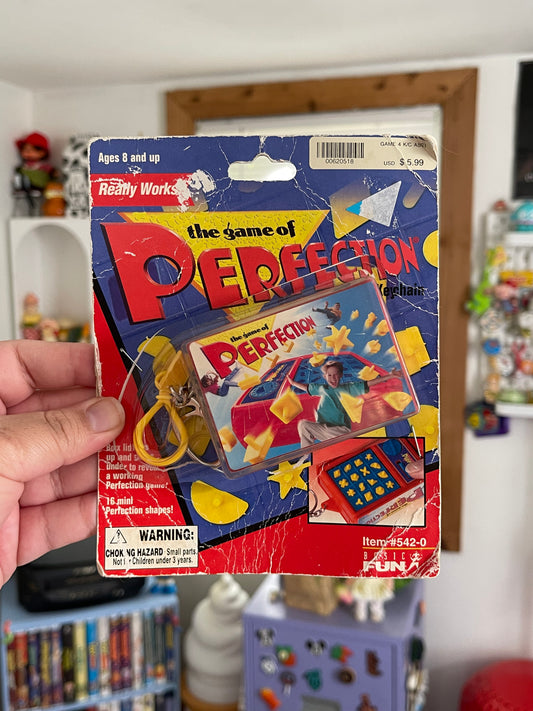 Ages 8 and up
00620518
GAME 4 K/C AB21
USD $5.99
Really Works
the game of
PERFECTION
Keychain
the game of
PERFECTION
Box lid
up and
under to reveal
a working
Perfection game!
16 mini
Perfection shapes!
WARNING:
CHOKING HAZARD - Small parts.
Not for Children under 3 years.
Item #542-0
BASIC
FUN